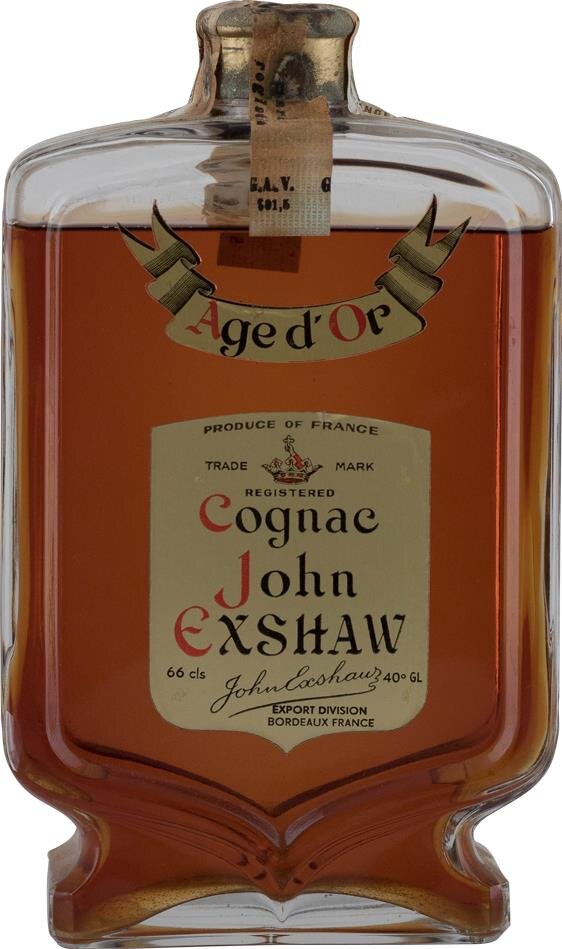 G.A.V. G
Age d'Or
PRODUCE OF FRANCE
TRADE MARK
REGISTERED
Cognac
John
EXSHAW
66 cls John Exshaw 40° GL
EXPORT DIVISION
BORDEAUX FRANCE